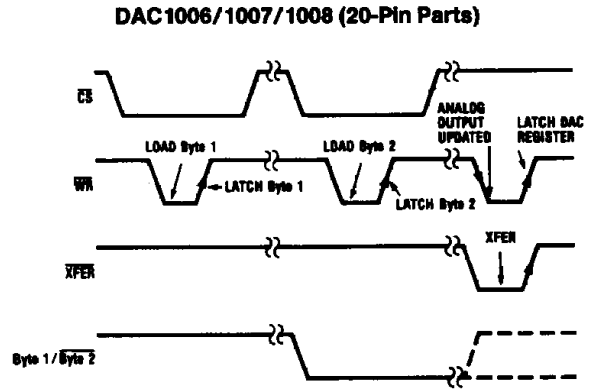 DAC1006/1007/1008 (20-Pin Parts)
CS
ANALOG
OUTPUT
UPDATED
LATCH DAC
REGISTER
LOAD Byte 1
LOAD Byte 2
WR
LATCH Byte 1
LATCH Byte 2
XFER
XFER
Byte 1/Byte 2